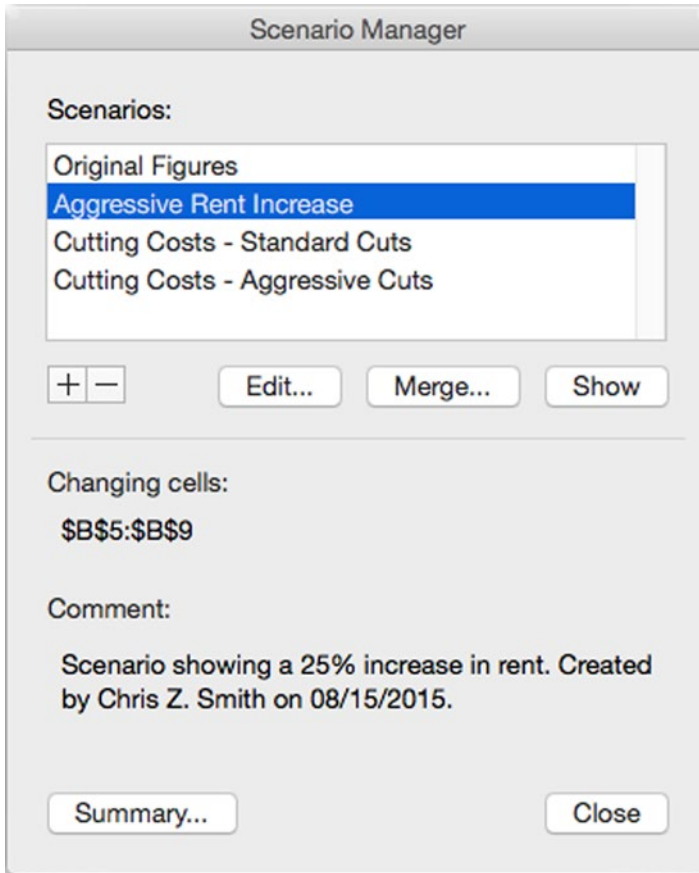 Scenario Manager
Scenarios:
Original Figures
Aggressive Rent Increase
Cutting Costs - Standard Cuts
Cutting Costs - Aggressive Cuts
+ −
Edit... Merge... Show
Changing cells:
$B$5:$B$9
Comment:
Scenario showing a 25% increase in rent. Created
by Chris Z. Smith on 08/15/2015.
Summary... Close